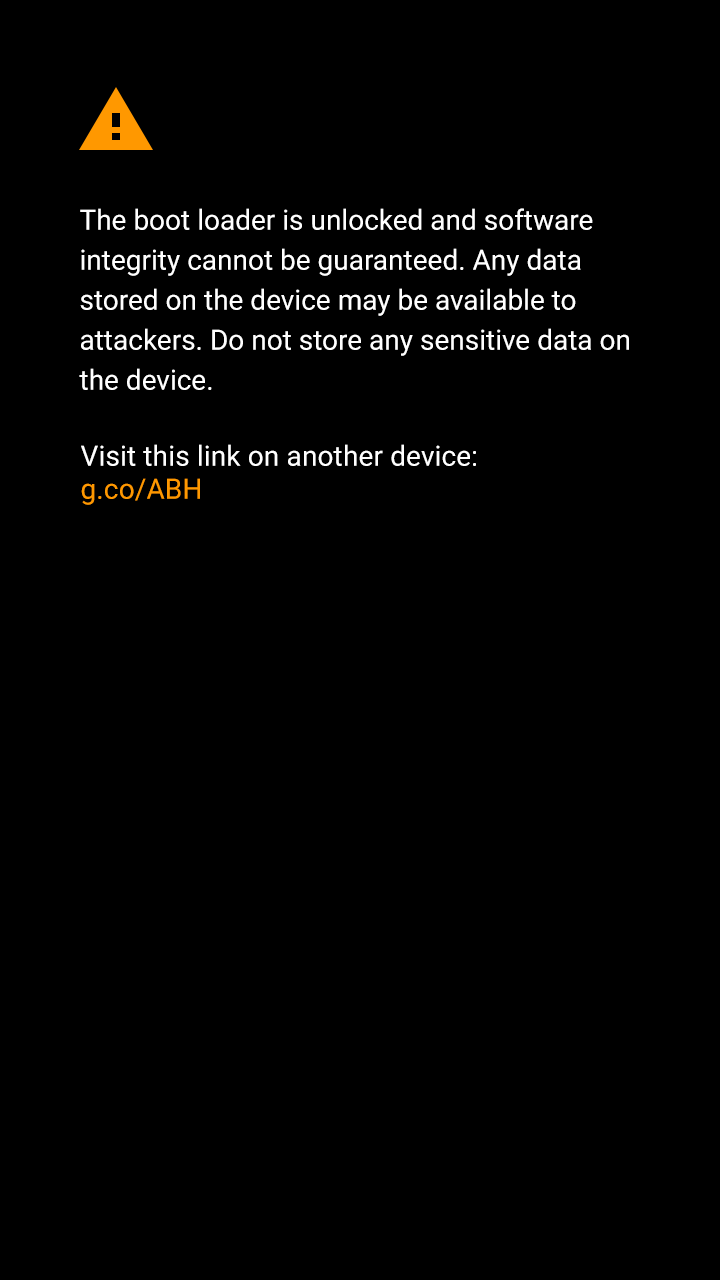 The boot loader is unlocked and software
integrity cannot be guaranteed. Any data
stored on the device may be available to
attackers. Do not store any sensitive data on
the device.
Visit this link on another device:
g.co/ABH